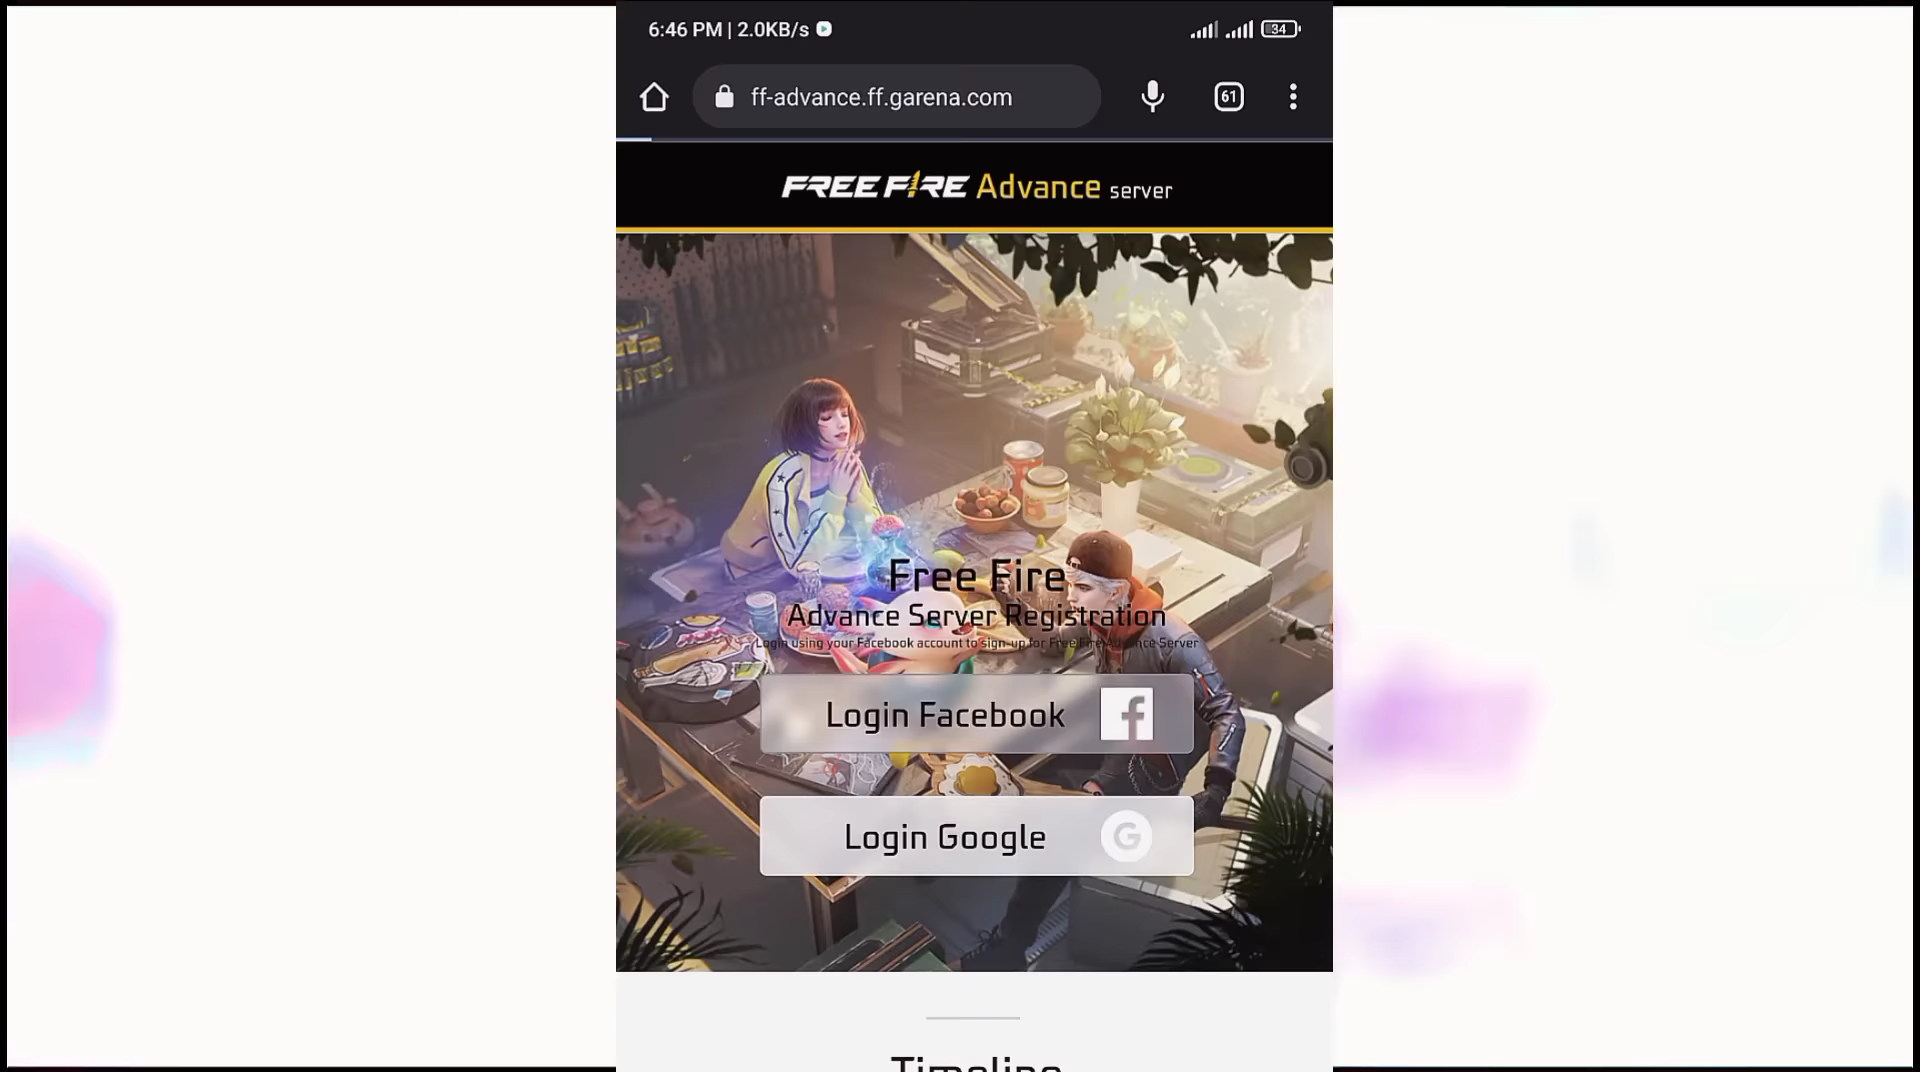 6:46 PM | 2.0KB/s 34
ff-advance.ff.garena.com 61
FREE FIRE Advance server
Free Fire
Advance Server Registration
Login using your Facebook account to sign-up for Free Fire Advance Server
Login Facebook
Login Google
Timeline